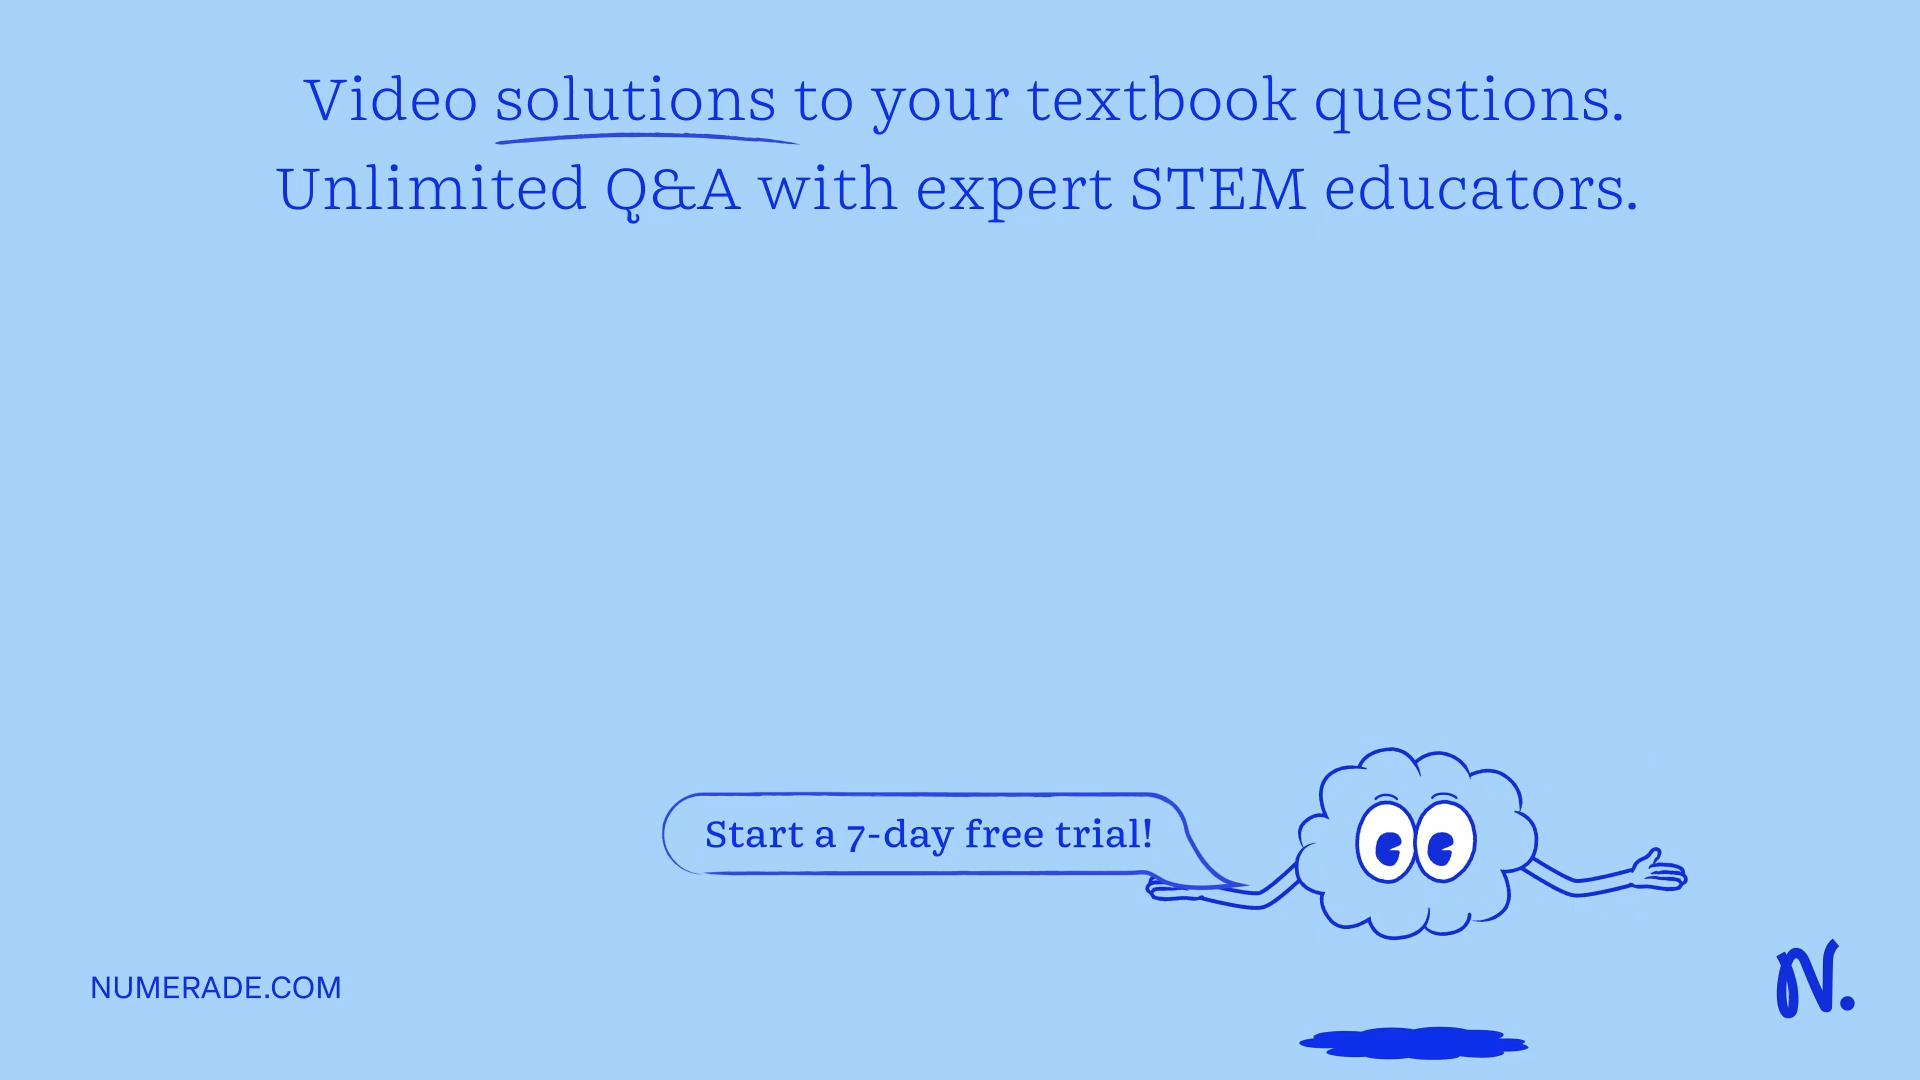 Video solutions to your textbook questions.
Unlimited Q&A with expert STEM educators.
Start a 7-day free trial!
NUMERADE.COM
N.